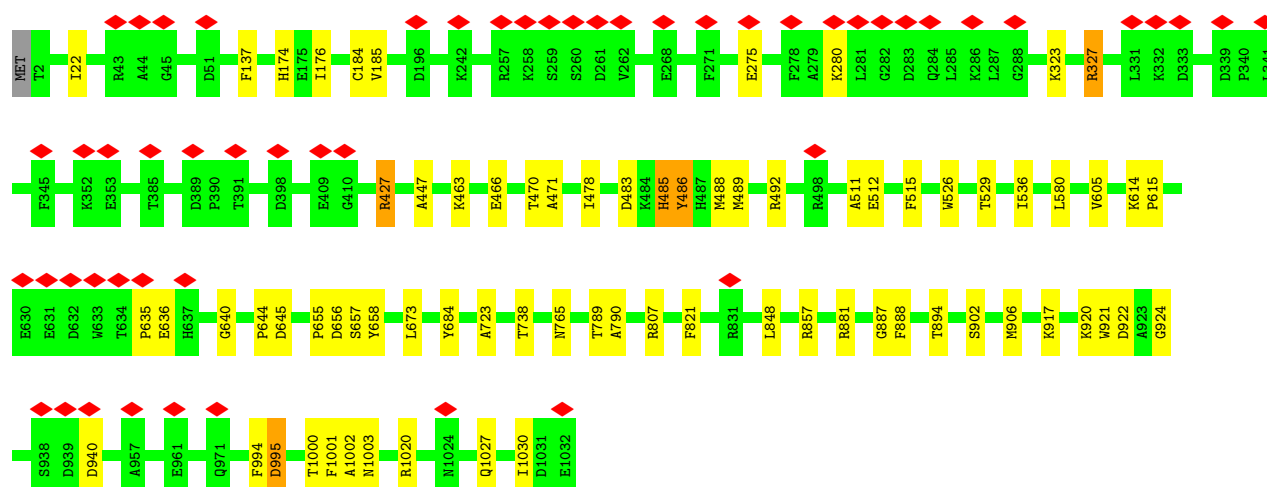 MET T2 I22 R43 A44 G45 D51 F137 H174 E175 I176 C184 V185 D196 K242 R257 K258 S259 S260 D261 V262 E268 F271 E275 F278 A279 K280 L281 G282 D283 Q284 L285 K286 L287 G288 K323 R327 L331 K332 D333 D339 P340
F345 K352 E353 T385 D389 P390 T391 D398 E409 G410 R427 A447 K463 E466 T470 A471 I478 D483 K484 H485 Y486 H487 M488 M489 R492 R498 A511 E512 F515 W526 T529 I536 L580 V605 K614 P615
E630 E631 D632 W633 T634 P635 E636 H637 G640 P644 D645 P655 D656 S657 Y658 L673 Y684 A723 T738 N765 T789 A790 R807 F821 R831 L848 R857 R881 G887 F888 T894 S902 M906 K917 K920 W921 D922 A923 G924
S938 D939 D940 A957 E961 Q971 F994 D995 T1000 F1001 A1002 N1003 R1020 N1024 Q1027 I1030 D1031 E1032